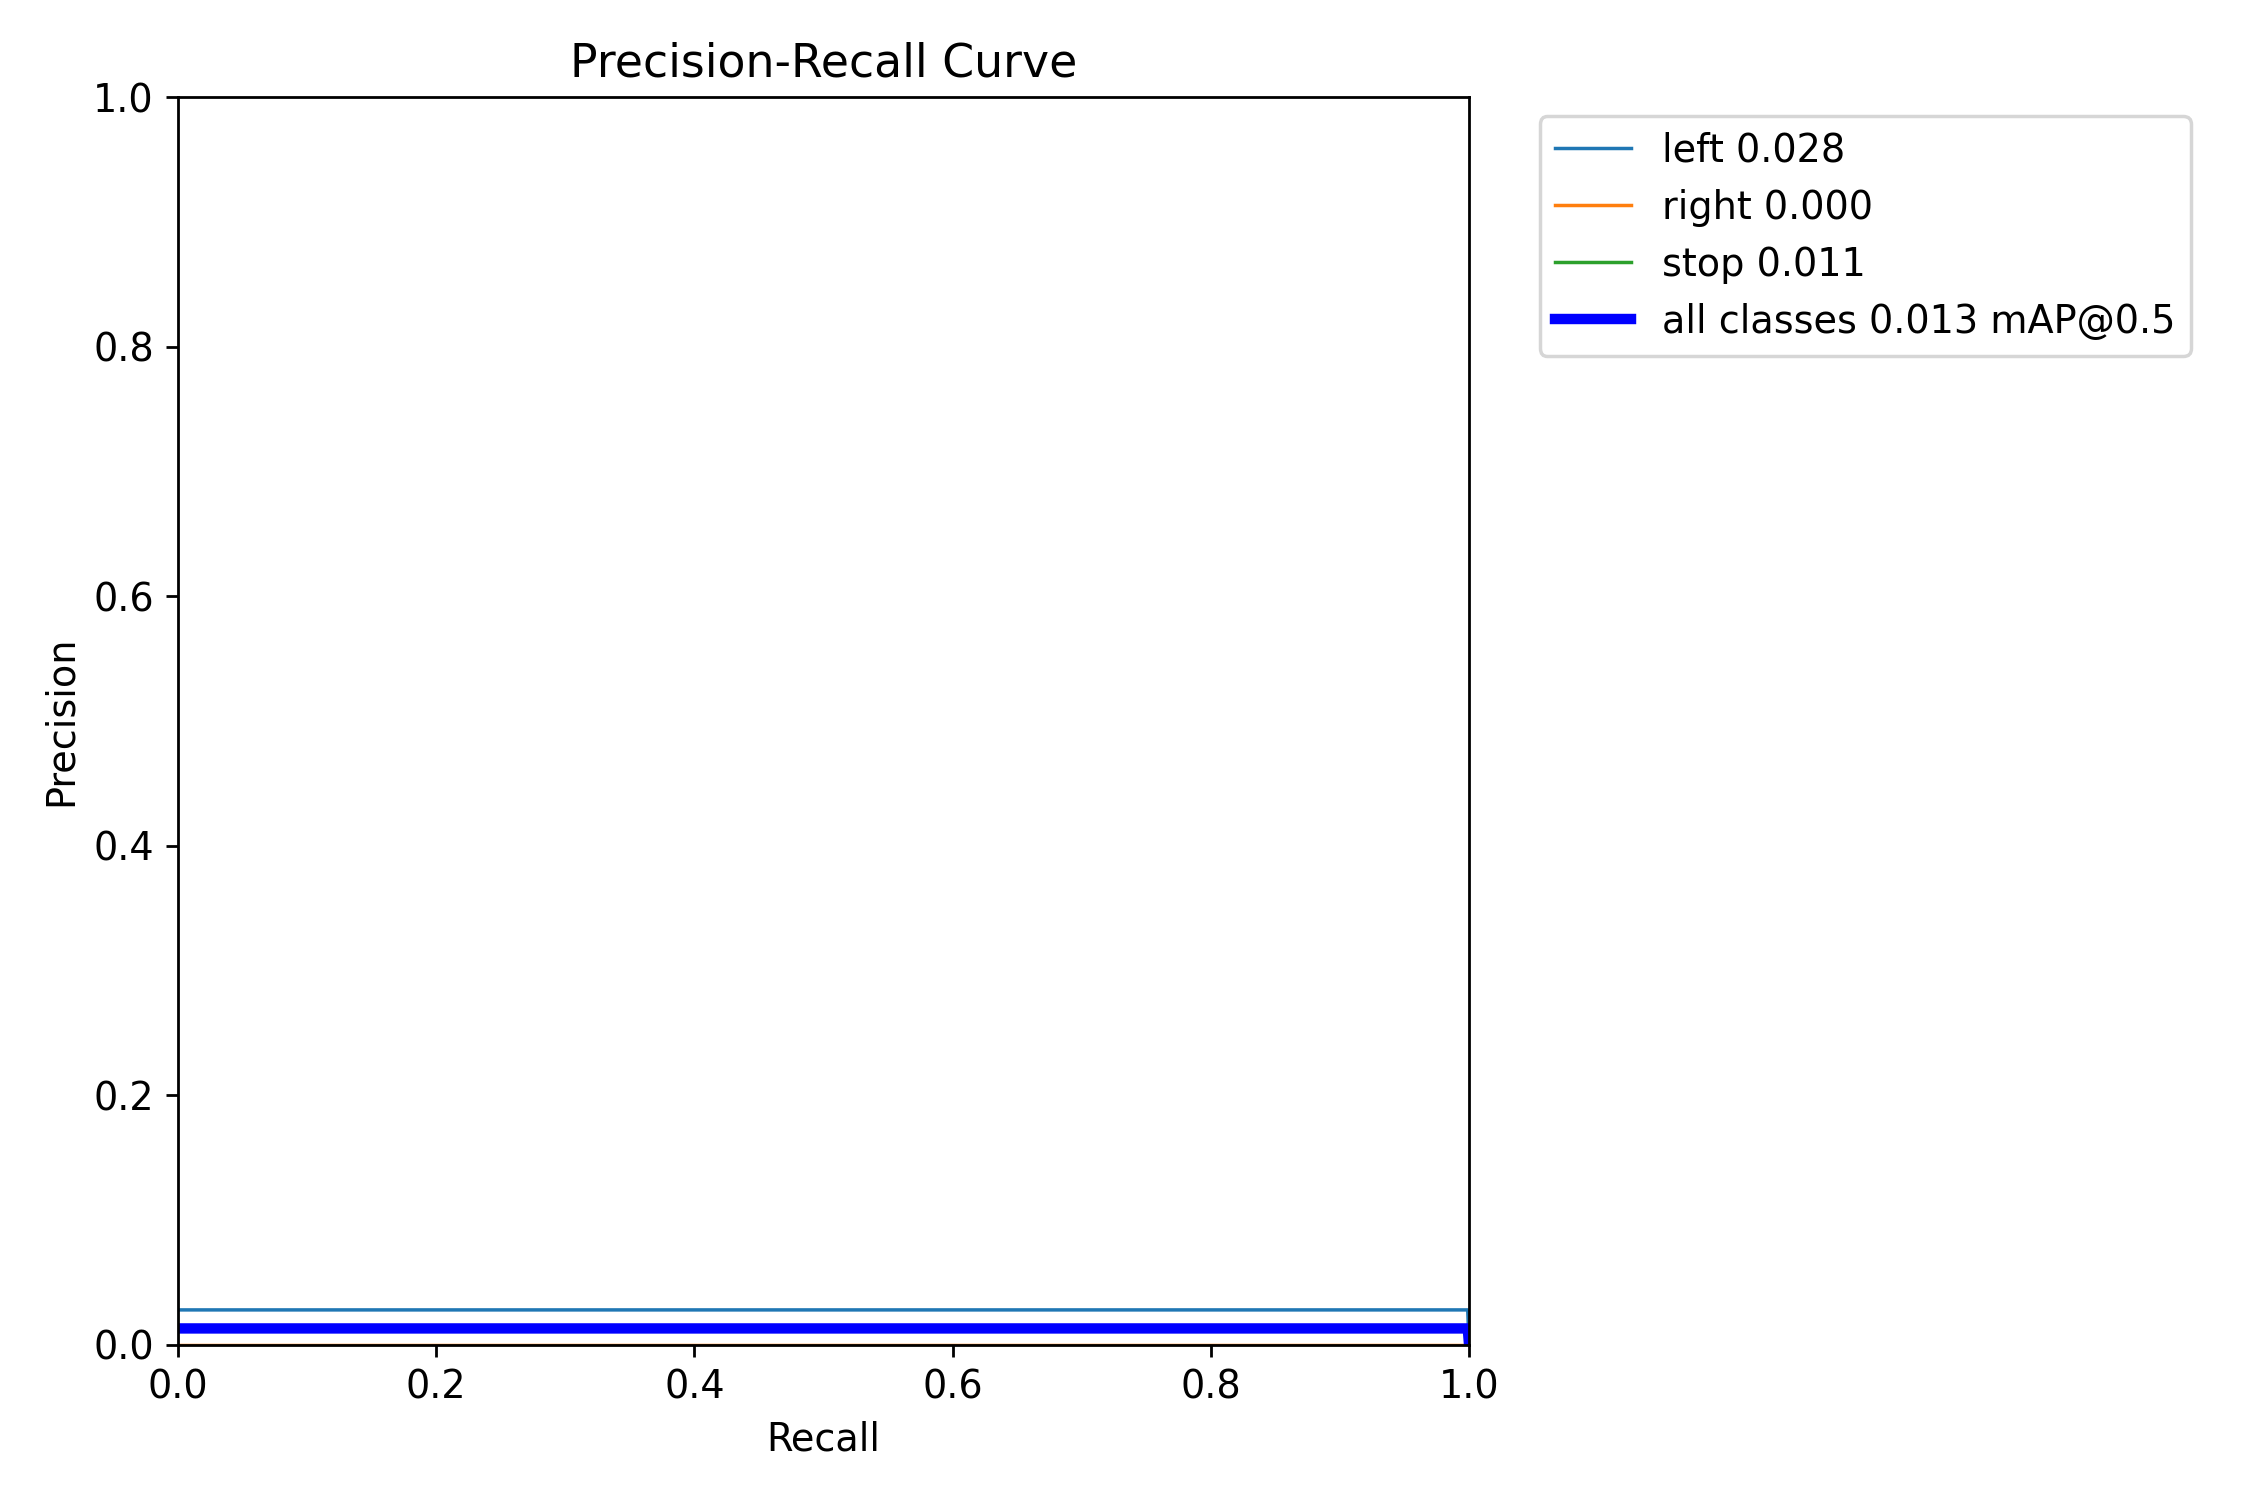 Precision-Recall Curve
1.0
0.8
0.6
0.4
0.2
0.0
Precision
0.0 0.2 0.4 0.6 0.8 1.0
Recall
left 0.028
right 0.000
stop 0.011
all classes 0.013 mAP@0.5